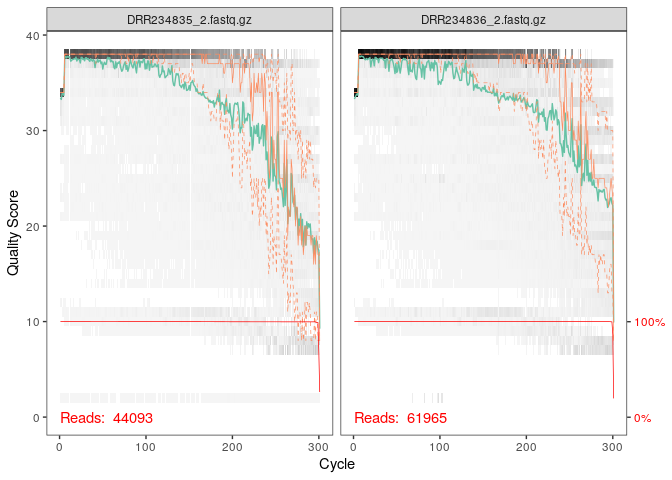 DRR234835_2.fastq.gz
DRR234836_2.fastq.gz
Quality Score
40
30
20
10
0
100%
0%
Reads: 44093
Reads: 61965
0
100
200
300
0
100
200
300
Cycle